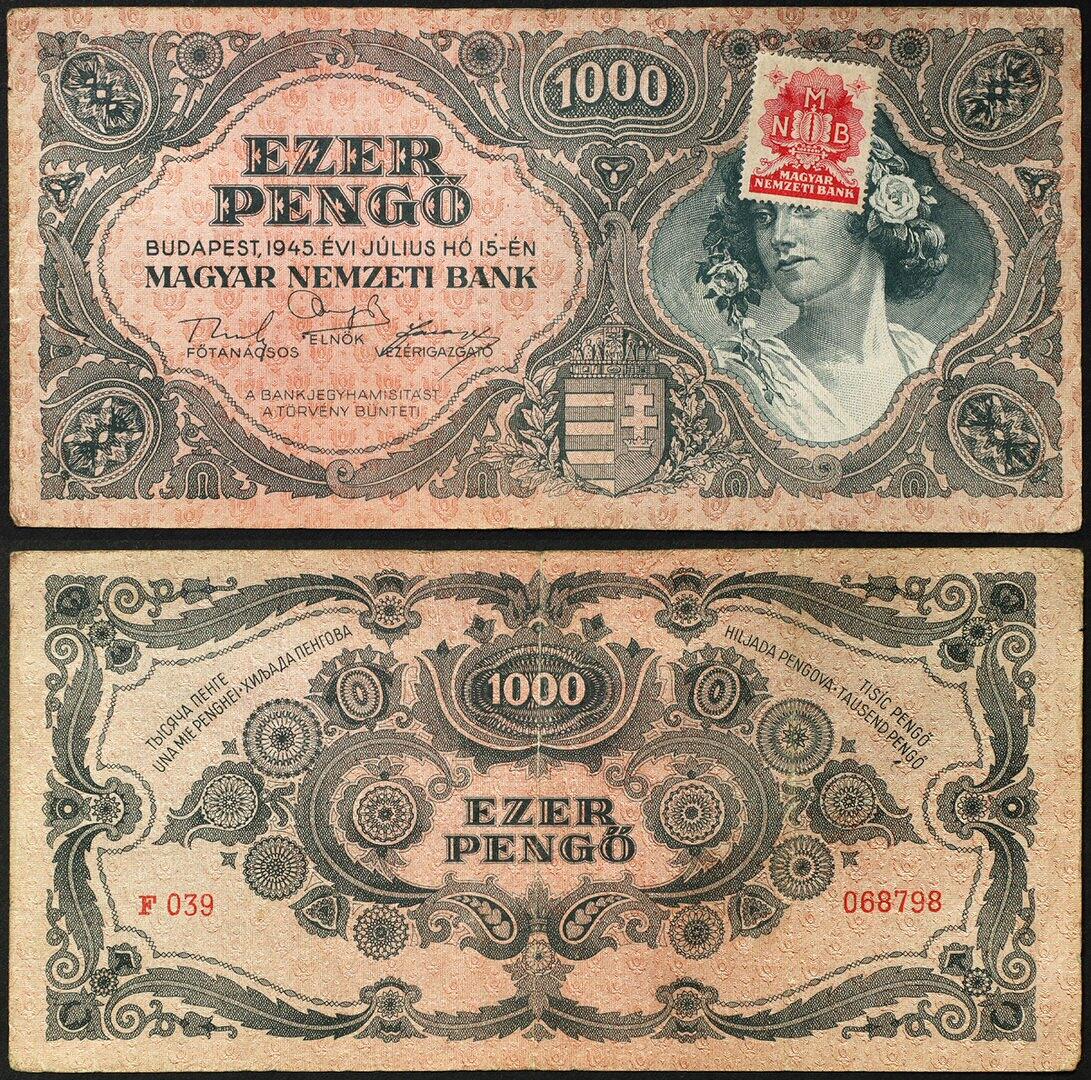 1000
M
N B
MAGYAR
NEMZETI BANK
EZER
PENGŐ
BUDAPEST, 1945. ÉVI JÚLIUS HÓ 15-ÉN
MAGYAR NEMZETI BANK
FŐTANÁCSOS ELNÖK VEZÉRIGAZGATÓ
A BANKJEGYHAMISITÁST
A TÖRVÉNY BÜNTETI
ТЫСЯЧА ПЕНГЕ
UNA MIE PENGHEI · ХИЉАДА ПЕНГОВА
HILJADA PENGOVA · TAUSEND PENGŐ
TISÍC PENGŐ
1000
EZER
PENGŐ
F 039
068798